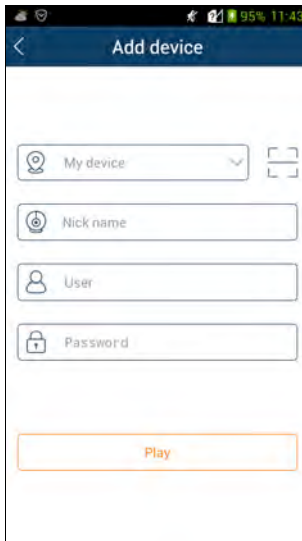 95% 11:43
Add device
My device
Nick name
User
Password
Play